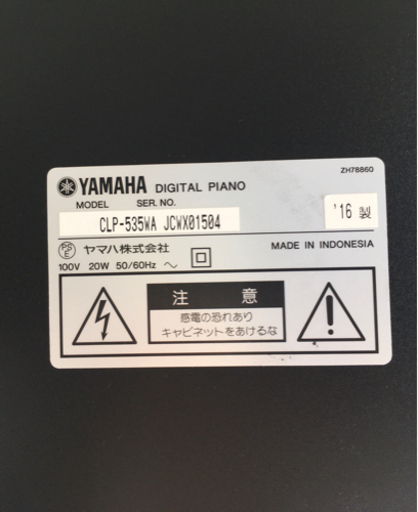 ZH78860
YAMAHA DIGITAL PIANO
MODEL SER. NO.
CLP-535WA JCWX01504 '16 製
PS E ヤマハ株式会社 MADE IN INDONESIA
100V 20W 50/60Hz ~
注意
感電の恐れあり
キャビネットをあけるな